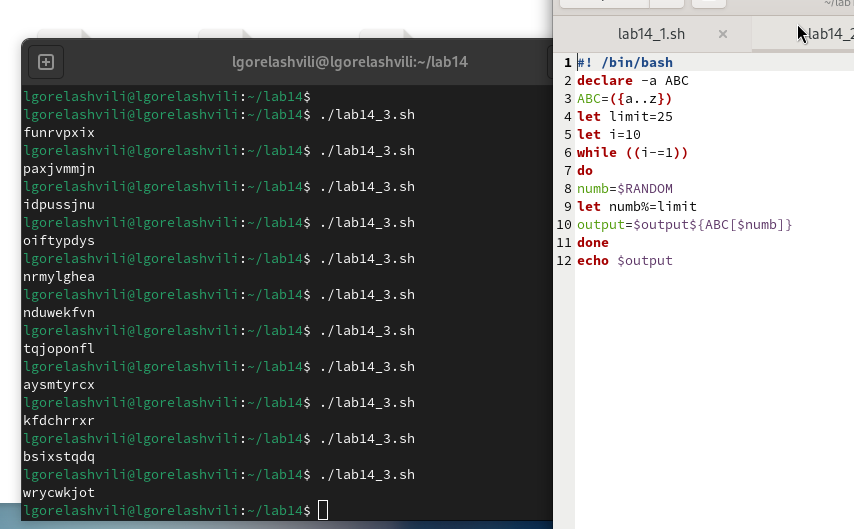 lgorelashvili@lgorelashvili:~/lab14
lgorelashvili@lgorelashvili:~/lab14$
lgorelashvili@lgorelashvili:~/lab14$ ./lab14_3.sh
funrvpxix
lgorelashvili@lgorelashvili:~/lab14$ ./lab14_3.sh
paxjvmmjn
lgorelashvili@lgorelashvili:~/lab14$ ./lab14_3.sh
idpussjnu
lgorelashvili@lgorelashvili:~/lab14$ ./lab14_3.sh
oiftypdys
lgorelashvili@lgorelashvili:~/lab14$ ./lab14_3.sh
nrmylghea
lgorelashvili@lgorelashvili:~/lab14$ ./lab14_3.sh
nduwekfvn
lgorelashvili@lgorelashvili:~/lab14$ ./lab14_3.sh
tqjoponfl
lgorelashvili@lgorelashvili:~/lab14$ ./lab14_3.sh
aysmtyrcx
lgorelashvili@lgorelashvili:~/lab14$ ./lab14_3.sh
kfdchrrxr
lgorelashvili@lgorelashvili:~/lab14$ ./lab14_3.sh
bsixstqdq
lgorelashvili@lgorelashvili:~/lab14$ ./lab14_3.sh
wrycwkjot
lgorelashvili@lgorelashvili:~/lab14$
lab14_1.sh × lab14_2
1 #! /bin/bash
2 declare -a ABC
3 ABC=({a..z})
4 let limit=25
5 let i=10
6 while ((i-=1))
7 do
8 numb=$RANDOM
9 let numb%=limit
10 output=$output${ABC[$numb]}
11 done
12 echo $output